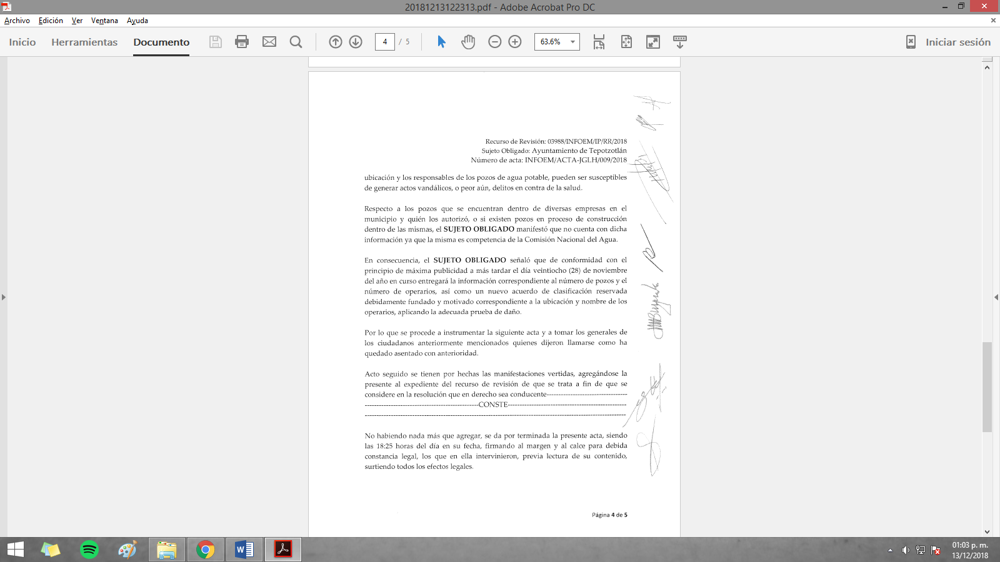 20181213122313.pdf - Adobe Acrobat Pro DC
Archivo Edición Ver Ventana Ayuda
Inicio Herramientas Documento 4 / 5 63.6% Iniciar sesión
Recurso de Revisión: 03988/INFOEM/IP/RR/2018
Sujeto Obligado: Ayuntamiento de Tepotzotlán
Número de acta: INFOEM/ACTA-JGLH/009/2018
ubicación y los responsables de los pozos de agua potable, pueden ser susceptibles
de generar actos vandálicos, o peor aún, delitos en contra de la salud.
Respecto a los pozos que se encuentran dentro de diversas empresas en el
municipio y quién los autorizó, o si existen pozos en proceso de construcción
dentro de las mismas, el SUJETO OBLIGADO manifestó que no cuenta con dicha
información ya que la misma es competencia de la Comisión Nacional del Agua.
En consecuencia, el SUJETO OBLIGADO señaló que de conformidad con el
principio de máxima publicidad a más tardar el día veintiocho (28) de noviembre
del año en curso entregará la información correspondiente al número de pozos y el
número de operarios, así como un nuevo acuerdo de clasificación reservada
debidamente fundado y motivado correspondiente a la ubicación y nombre de los
operarios, aplicando la adecuada prueba de daño.
Por lo que se procede a instrumentar la siguiente acta y a tomar los generales de
los ciudadanos anteriormente mencionados quienes dijeron llamarse como ha
quedado asentado con anterioridad.
Acto seguido se tienen por hechas las manifestaciones vertidas, agregándose la
presente al expediente del recurso de revisión de que se trata a fin de que se
considere en la resolución que en derecho sea conducente----------------------------------
------------------------------------------------CONSTE--------------------------------------------------
--------------------------------------------------------------------------------------------------------------
No habiendo nada más que agregar, se da por terminada la presente acta, siendo
las 18:25 horas del día en su fecha, firmando al margen y al calce para debida
constancia legal, los que en ella intervinieron, previa lectura de su contenido,
surtiendo todos los efectos legales.
Página 4 de 5
01:03 p. m.
13/12/2018